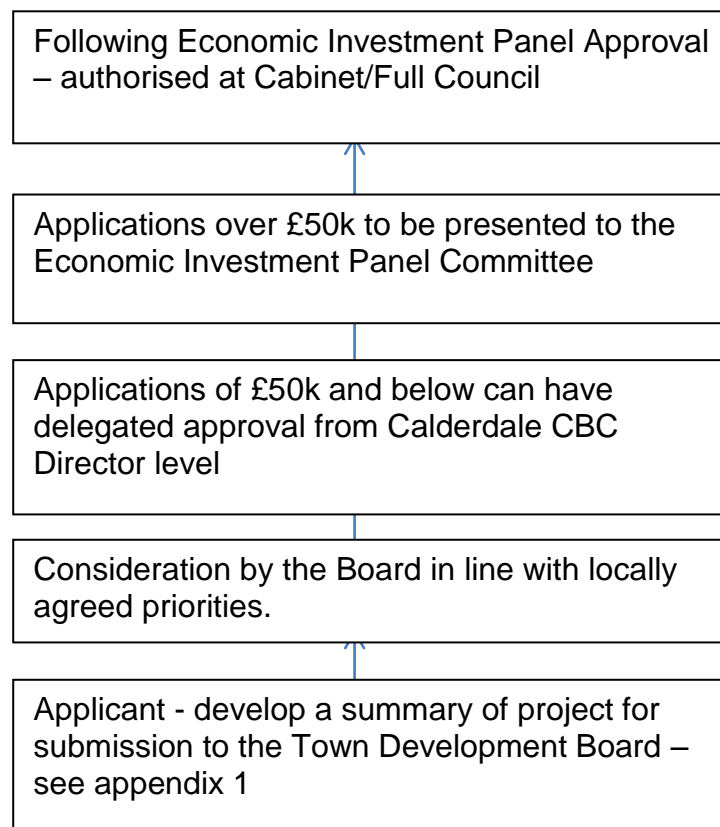 Following Economic Investment Panel Approval
– authorised at Cabinet/Full Council
Applications over £50k to be presented to the
Economic Investment Panel Committee
Applications of £50k and below can have
delegated approval from Calderdale CBC
Director level
Consideration by the Board in line with locally
agreed priorities.
Applicant - develop a summary of project for
submission to the Town Development Board –
see appendix 1